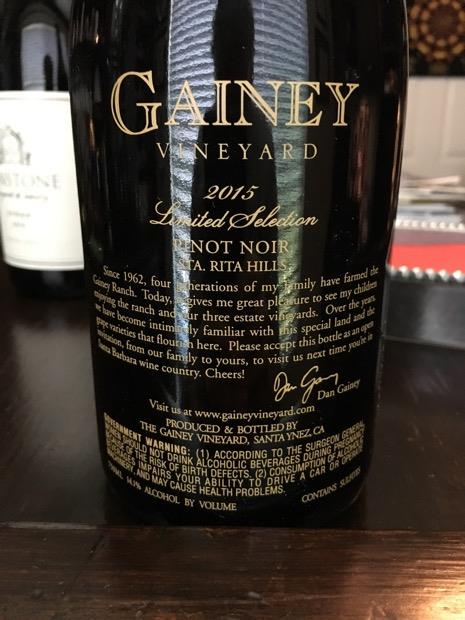 GAINEY
VINEYARD
2015
Limited Selection
PINOT NOIR
STA. RITA HILLS
Since 1962, four generations of my family have farmed the
Gainey Ranch. Today, it gives me great pleasure to see my children
enjoying the ranch and our three estate vineyards. Over the years,
we have become intimately familiar with this special land and the
grape varieties that flourish here. Please accept this bottle as an open
invitation, from our family to yours, to visit us next time you're in
Santa Barbara wine country. Cheers!
Dan Gainey
Visit us at www.gaineyvineyard.com
PRODUCED & BOTTLED BY
THE GAINEY VINEYARD, SANTA YNEZ, CA
GOVERNMENT WARNING: (1) ACCORDING TO THE SURGEON GENERAL,
WOMEN SHOULD NOT DRINK ALCOHOLIC BEVERAGES DURING PREGNANCY
BECAUSE OF THE RISK OF BIRTH DEFECTS. (2) CONSUMPTION OF ALCOHOLIC
BEVERAGES IMPAIRS YOUR ABILITY TO DRIVE A CAR OR OPERATE
MACHINERY, AND MAY CAUSE HEALTH PROBLEMS.
750ML 14.1% ALCOHOL BY VOLUME CONTAINS SULFITES